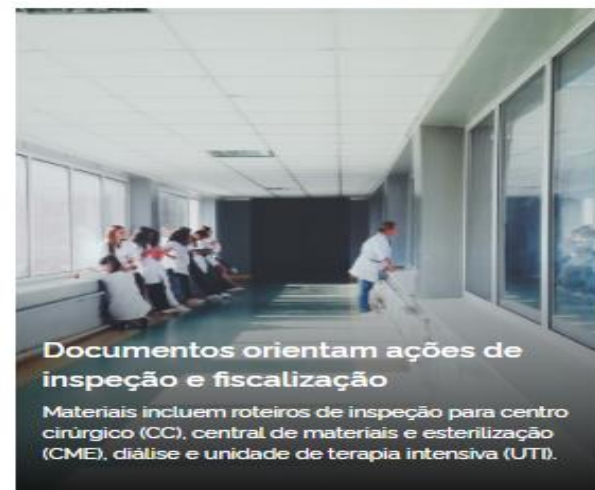 Documentos orientam ações de
inspeção e fiscalização
Materiais incluem roteiros de inspeção para centro
cirúrgico (CC), central de materiais e esterilização
(CME), diálise e unidade de terapia intensiva (UTI).